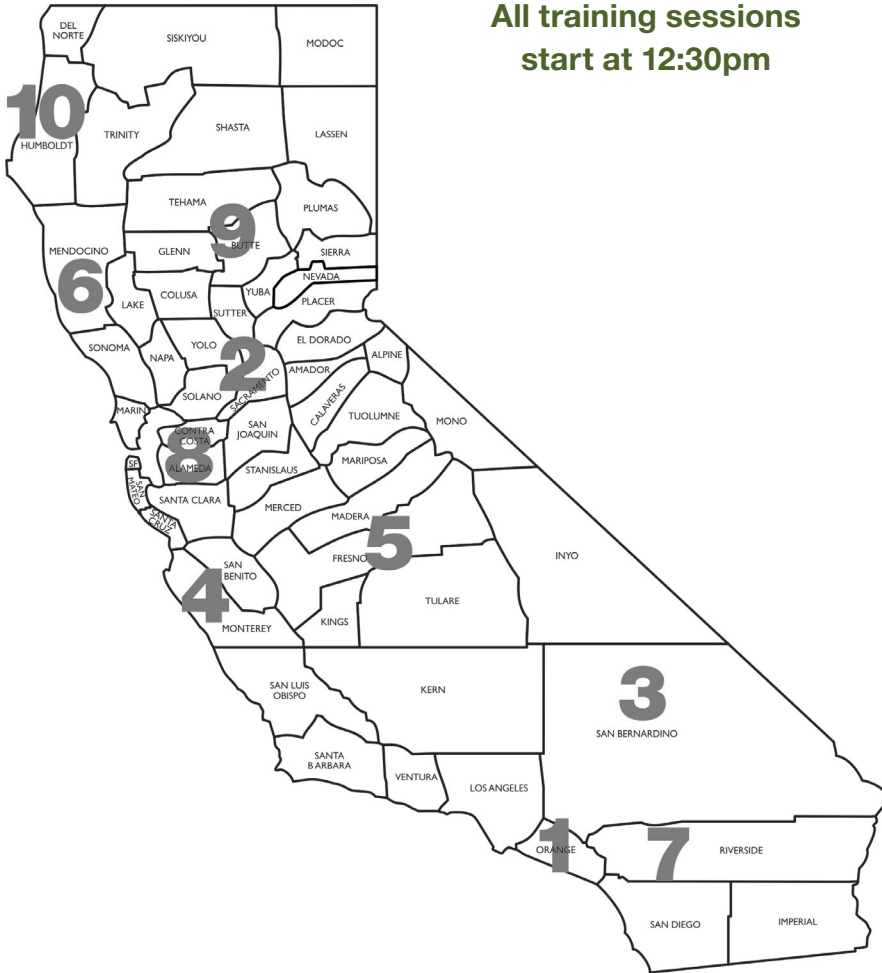 All training sessions
start at 12:30pm
DEL
NORTE
SISKIYOU
MODOC
10
HUMBOLDT
TRINITY
SHASTA
LASSEN
TEHAMA
PLUMAS
9
BUTTE
MENDOCINO
GLENN
SIERRA
6
NEVADA
LAKE
COLUSA
YUBA
SUTTER
PLACER
SONOMA
NAPA
YOLO
2
EL DORADO
ALPINE
AMADOR
SOLANO
SACRAMENTO
CALAVERAS
MARIN
TUOLUMNE
MONO
CONTRA
COSTA
8
SAN
JOAQUIN
SF
ALAMEDA
STANISLAUS
MARIPOSA
SAN
MATEO
SANTA CLARA
MERCED
SANTA
CRUZ
MADERA
5
FRESNO
INYO
SAN
BENITO
4
TULARE
MONTEREY
KINGS
SAN LUIS
OBISPO
KERN
3
SAN BERNARDINO
SANTA
BARBARA
VENTURA
LOS ANGELES
1
ORANGE
7
RIVERSIDE
SAN DIEGO
IMPERIAL